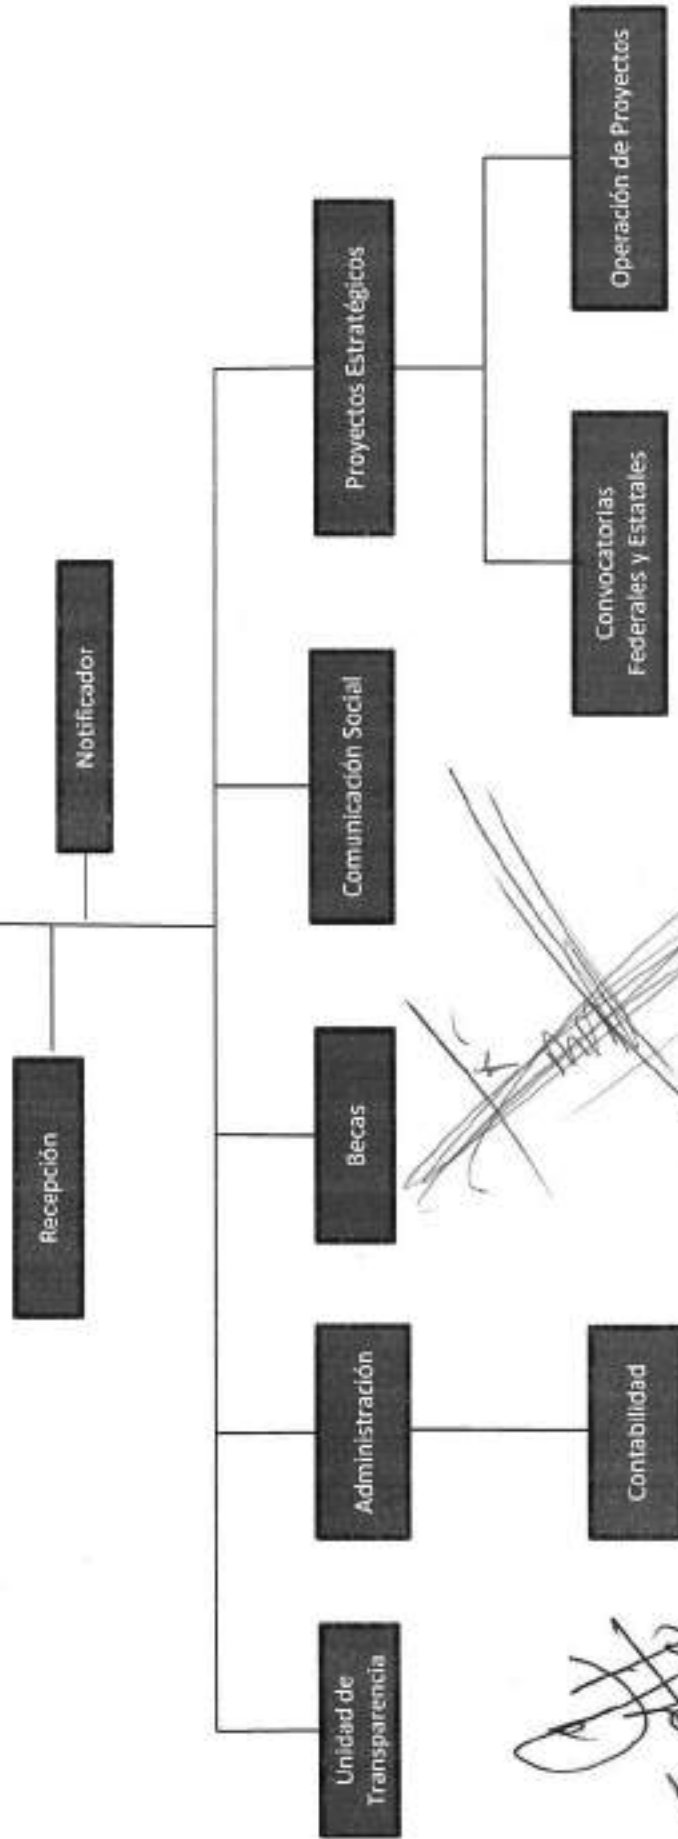 Recepción
Notificador
Unidad de
Transparencia
Administración
Becas
Comunicación Social
Proyectos Estratégicos
Contabilidad
Convocatorias
Federales y Estatales
Operación de Proyectos